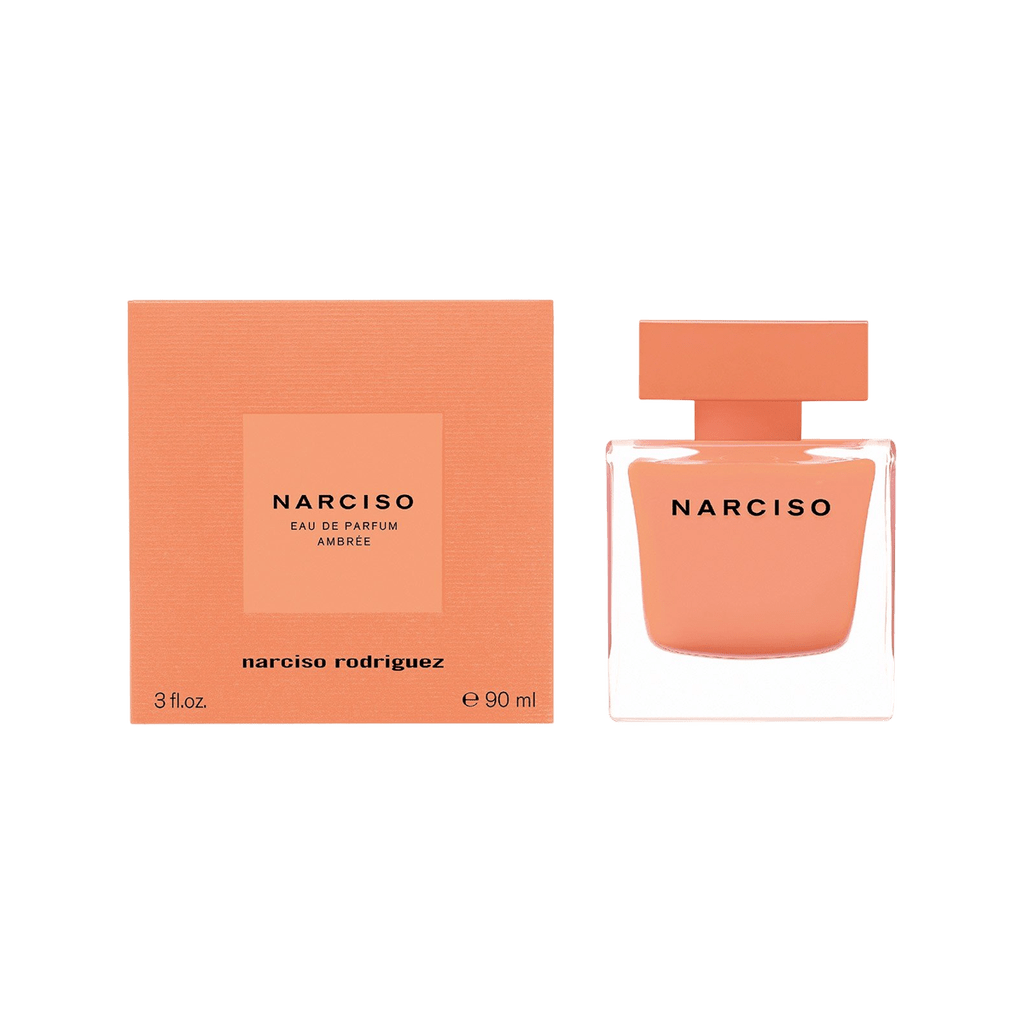 NARCISO
EAU DE PARFUM
AMBRÉE
narciso rodriguez
3 fl.oz.
℮ 90 ml
NARCISO